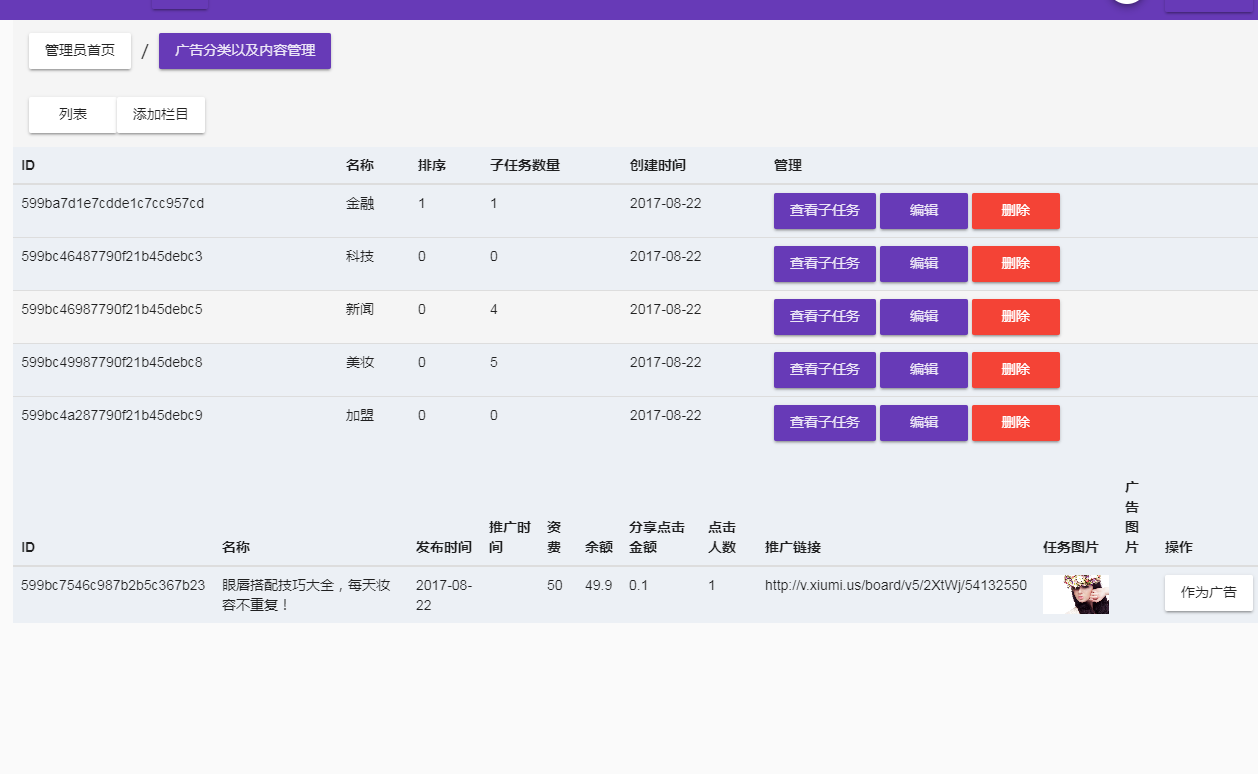 管理员首页 / 广告分类以及内容管理
列表 添加栏目
ID 名称 排序 子任务数量 创建时间 管理
599ba7d1e7cdde1c7cc957cd 金融 1 1 2017-08-22 查看子任务 编辑 删除
599bc46487790f21b45debc3 科技 0 0 2017-08-22 查看子任务 编辑 删除
599bc46987790f21b45debc5 新闻 0 4 2017-08-22 查看子任务 编辑 删除
599bc49987790f21b45debc8 美妆 0 5 2017-08-22 查看子任务 编辑 删除
599bc4a287790f21b45debc9 加盟 0 0 2017-08-22 查看子任务 编辑 删除
ID 名称 发布时间 推广时间 资费 余额 分享点击金额 点击人数 推广链接 任务图片 广告图片 操作
599bc7546c987b2b5c367b23 眼唇搭配技巧大全，每天妆 2017-08- 50 49.9 0.1 1 http://v.xiumi.us/board/v5/2XtWj/54132550 作为广告
容不重复！ 22